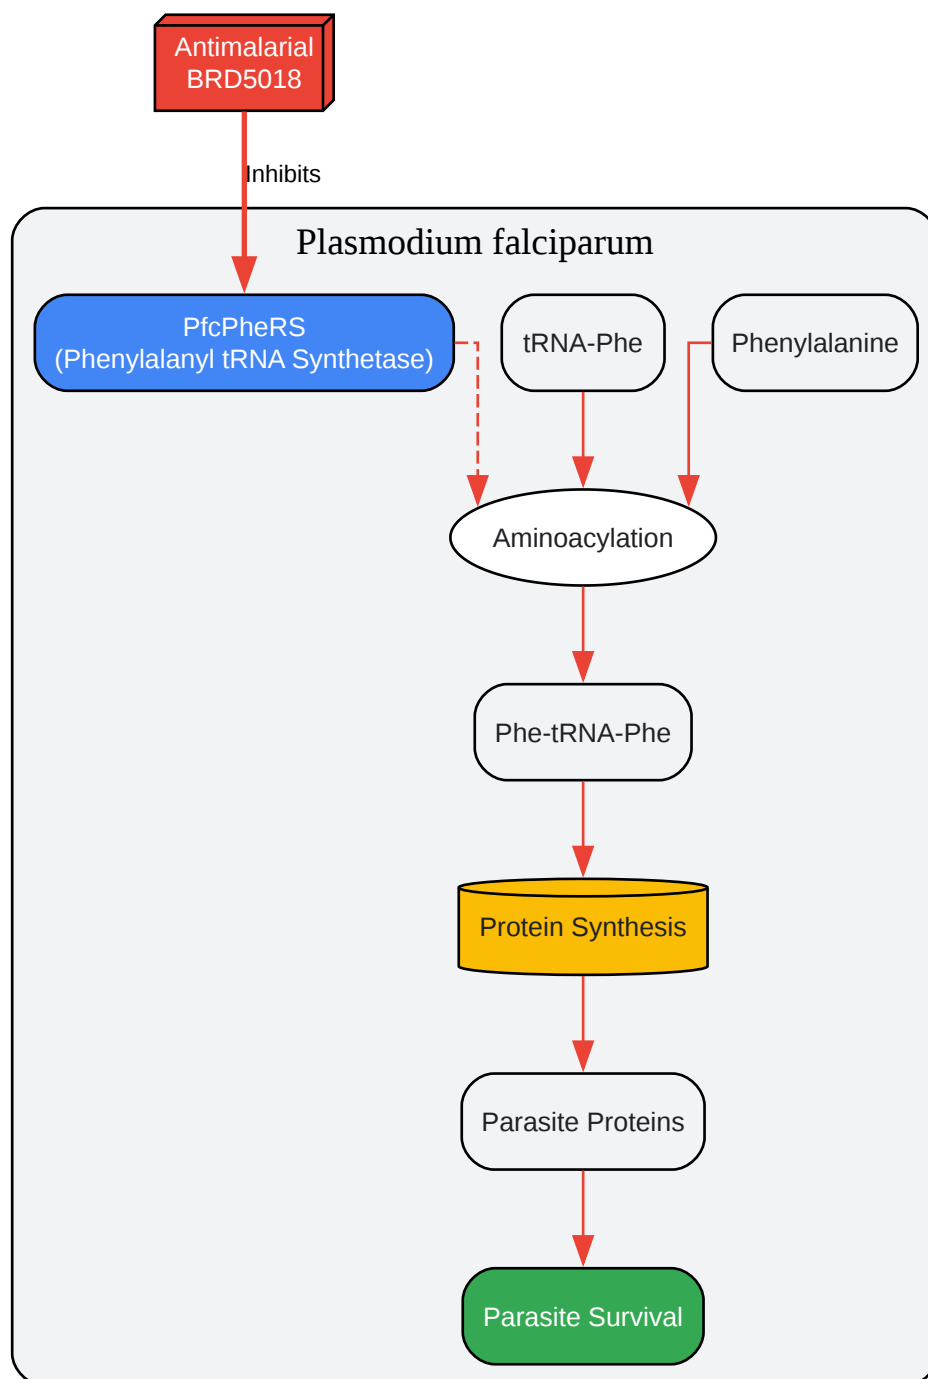 Antimalarial
BRD5018
Inhibits
Plasmodium falciparum
PfcPheRS
(Phenylalanyl tRNA Synthetase)
tRNA-Phe
Phenylalanine
Aminoacylation
Phe-tRNA-Phe
Protein Synthesis
Parasite Proteins
Parasite Survival